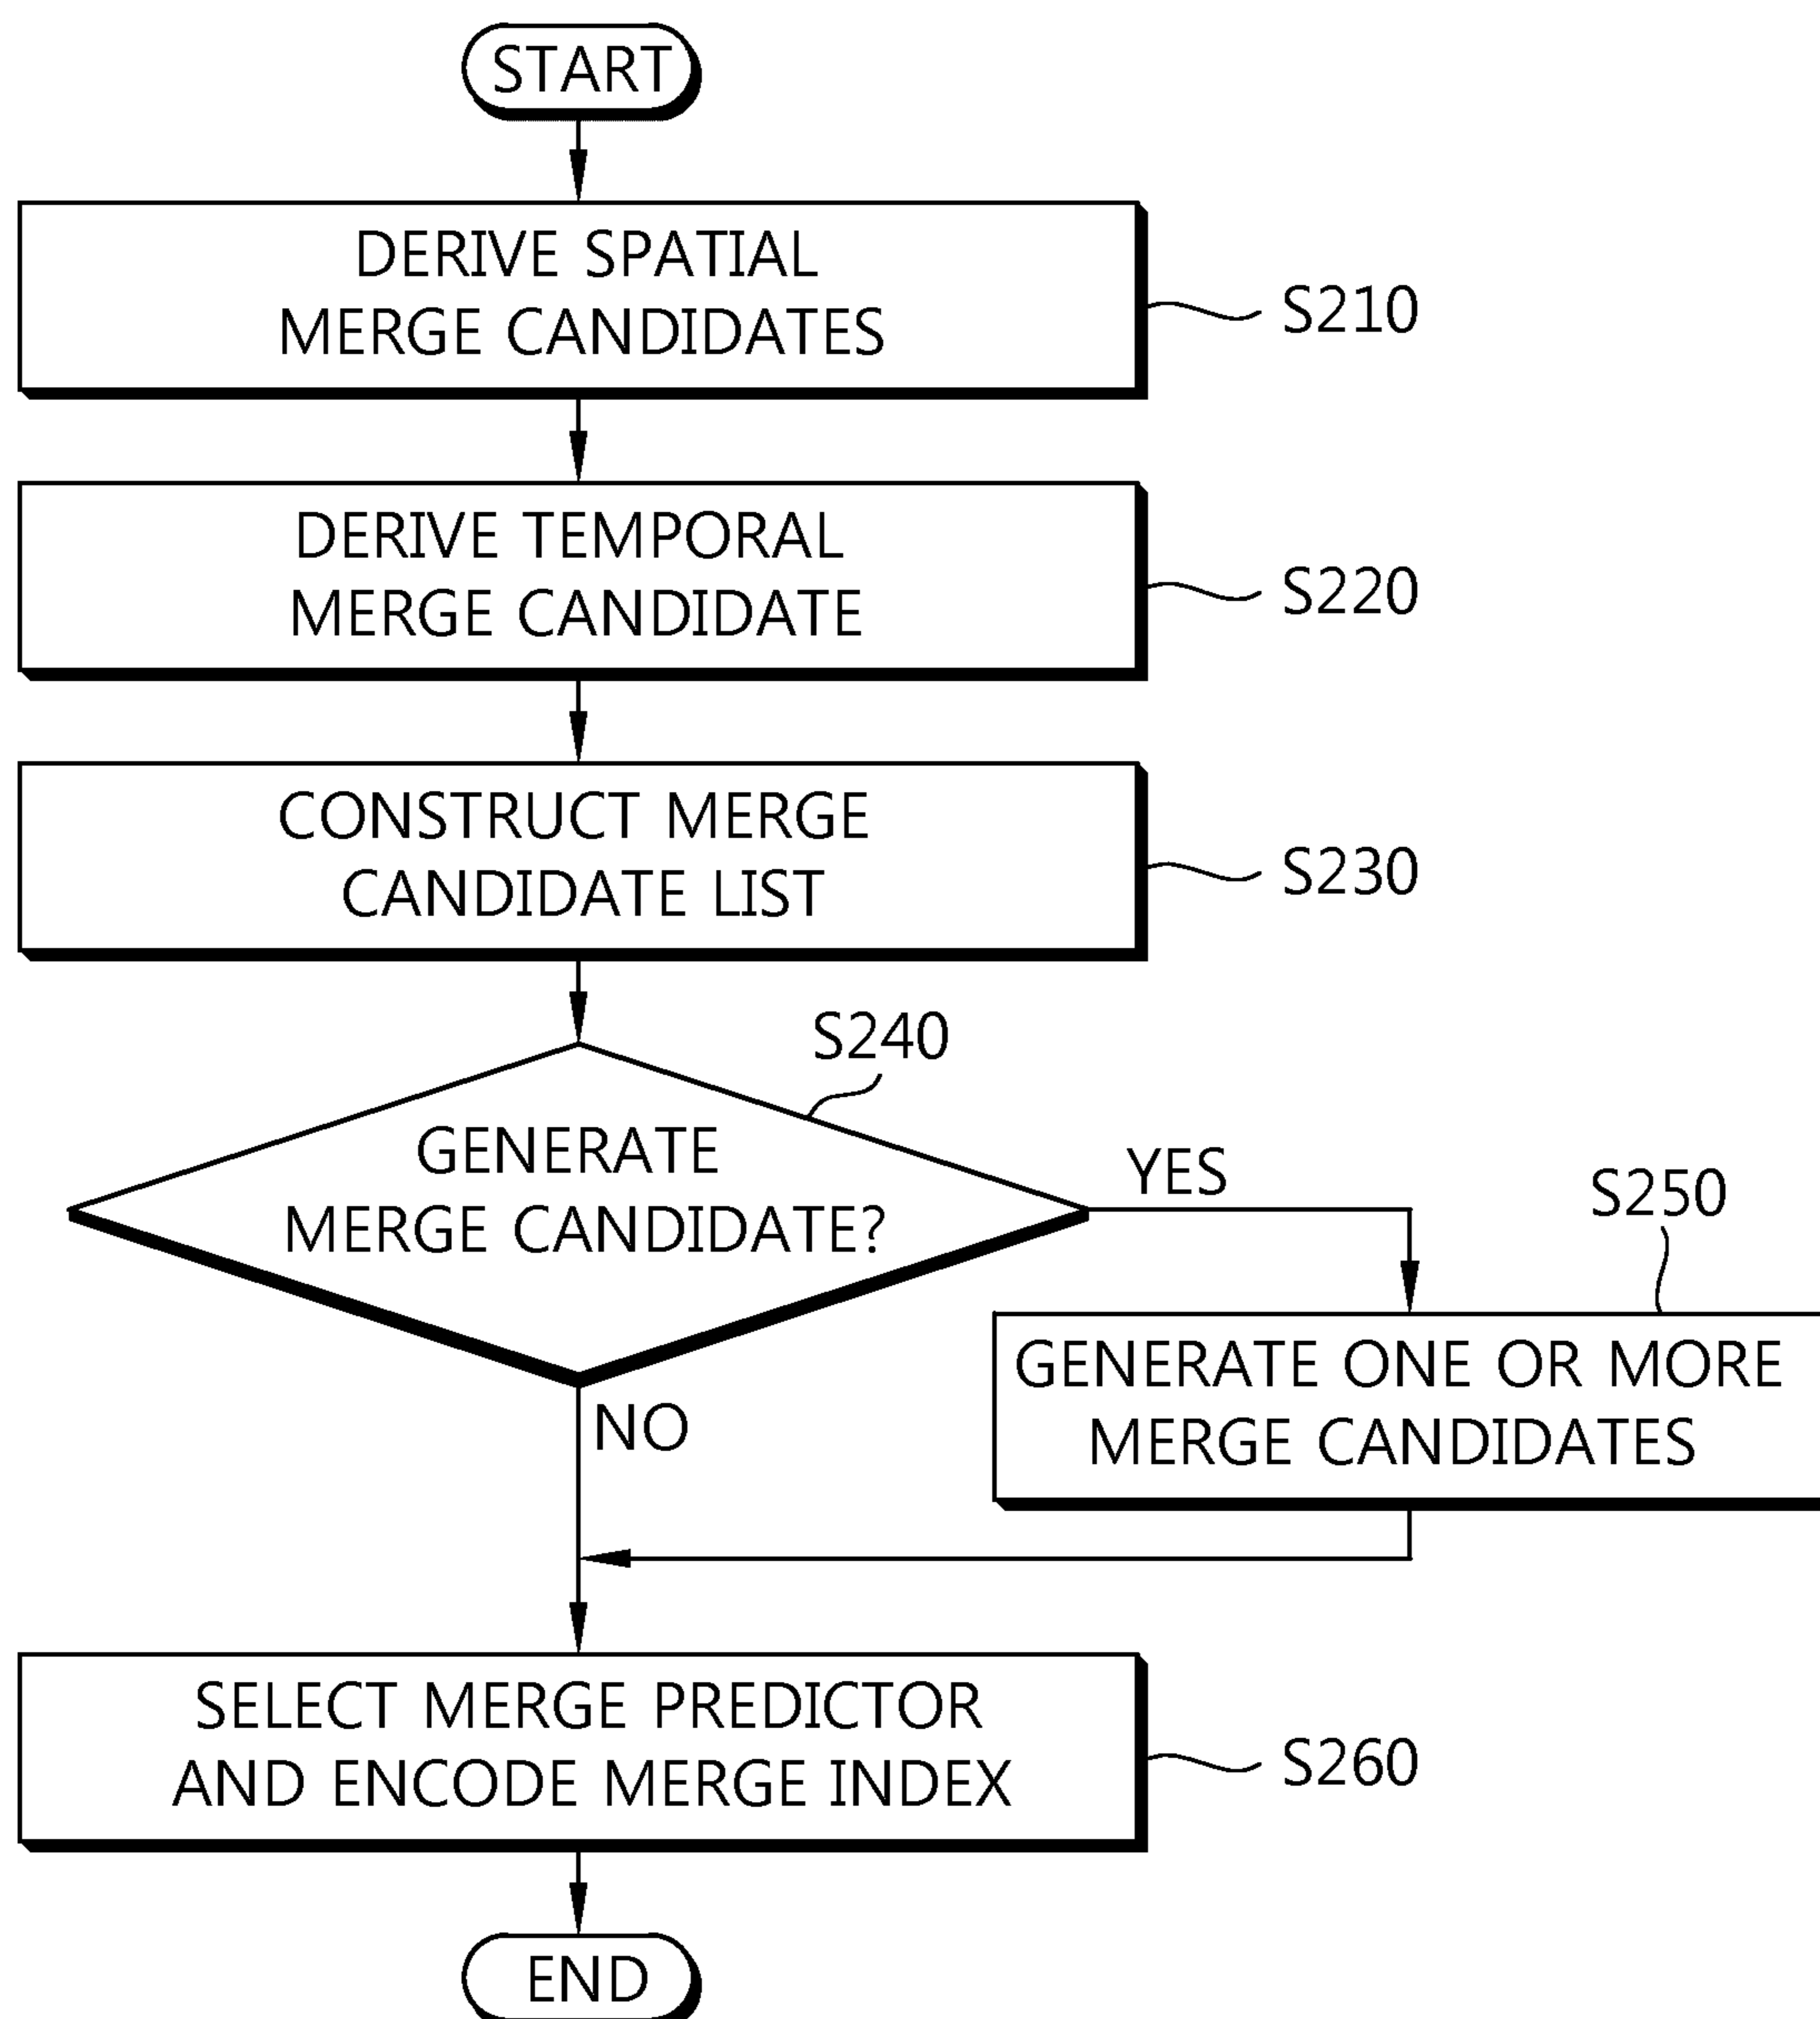 START
DERIVE SPATIAL
MERGE CANDIDATES
S210
DERIVE TEMPORAL
MERGE CANDIDATE
S220
CONSTRUCT MERGE
CANDIDATE LIST
S230
S240
GENERATE
MERGE CANDIDATE?
YES
S250
GENERATE ONE OR MORE
MERGE CANDIDATES
NO
SELECT MERGE PREDICTOR
AND ENCODE MERGE INDEX
S260
END